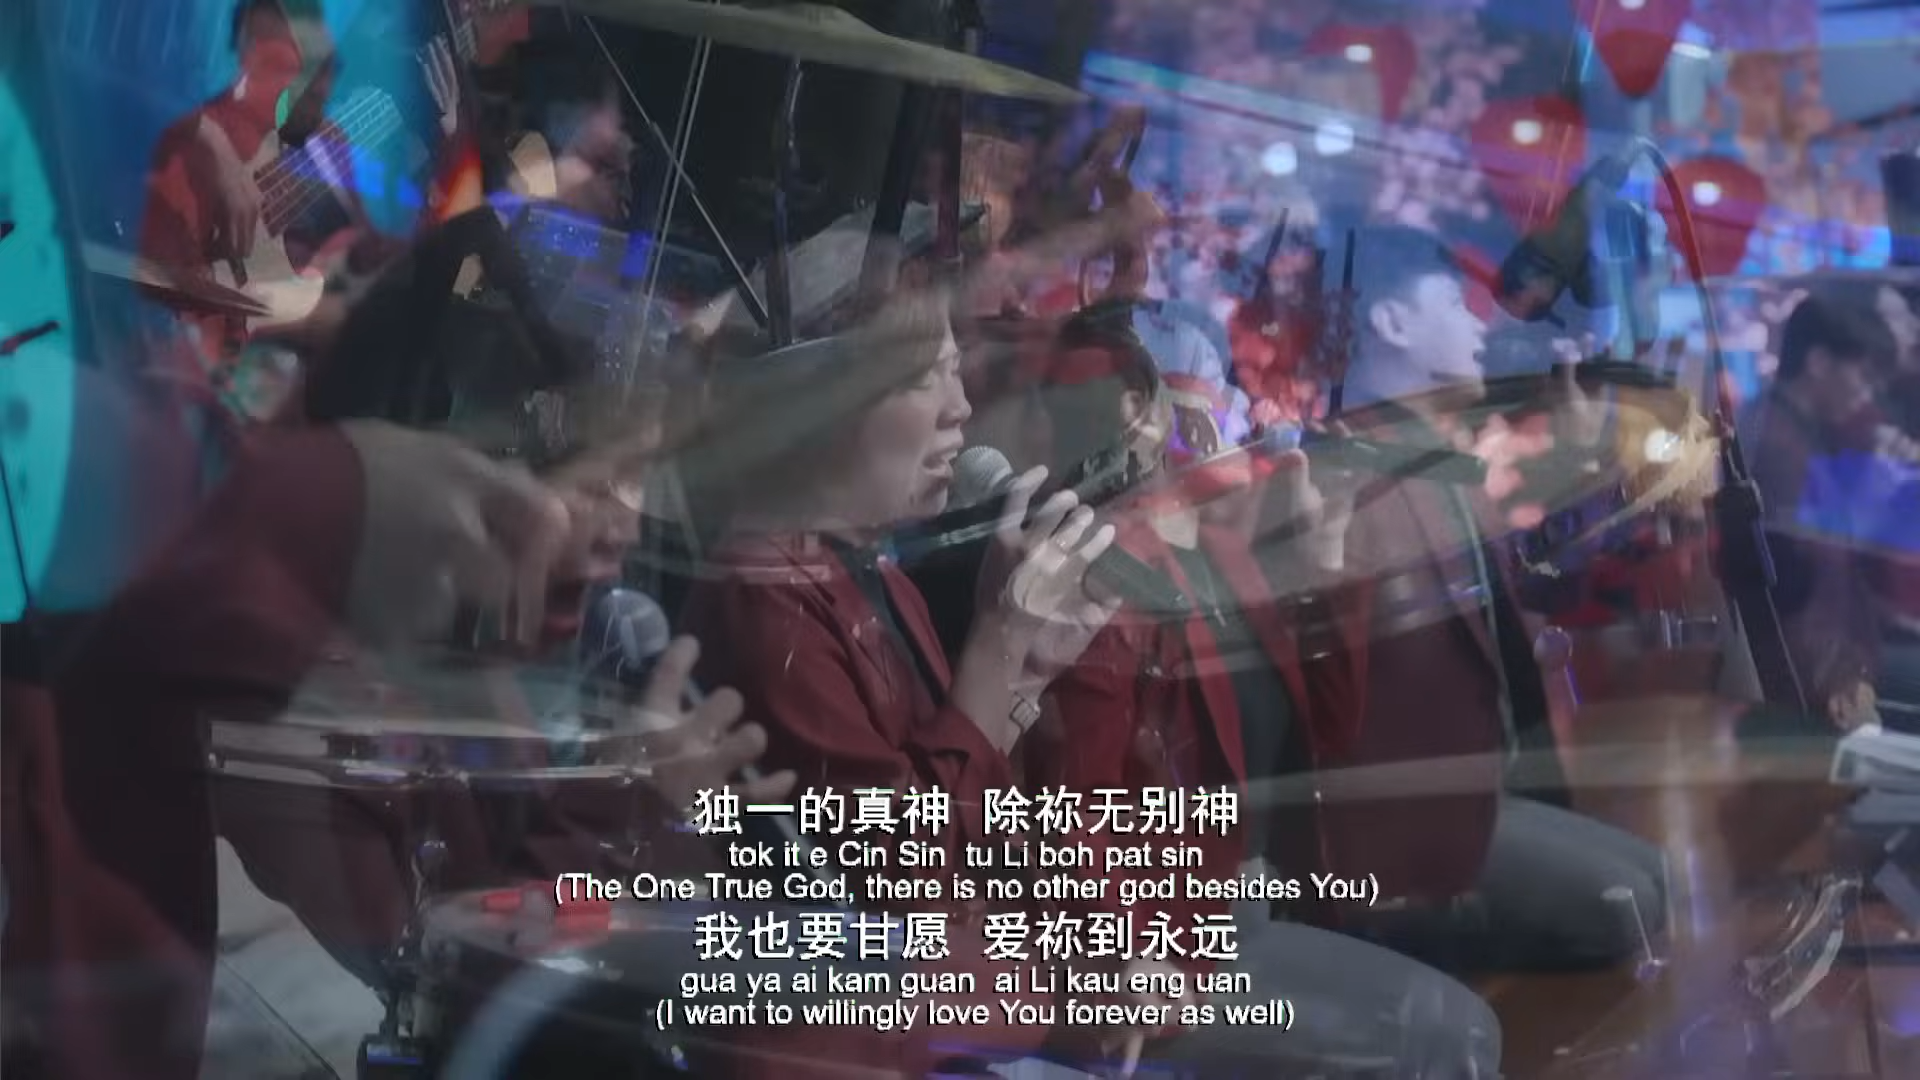 独一的真神 除祢无别神
tok it e Cin Sin tu Li boh pat sin
(The One True God, there is no other god besides You)
我也要甘愿 爱祢到永远
gua ya ai kam guan ai Li kau eng uan
(I want to willingly love You forever as well)